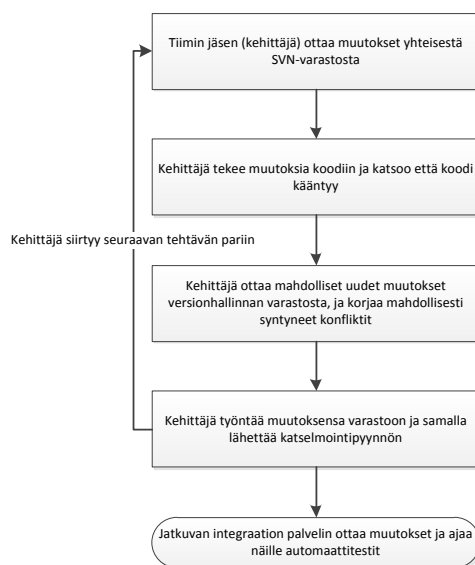 Tiimin jäsen (kehittäjä) ottaa muutokset yhteisestä
SVN-varastosta
Kehittäjä tekee muutoksia koodiin ja katsoo että koodi
kääntyy
Kehittäjä siirtyy seuraavan tehtävän pariin
Kehittäjä ottaa mahdolliset uudet muutokset
versionhallinnan varastosta, ja korjaa mahdollisesti
syntyneet konfliktit
Kehittäjä työntää muutoksensa varastoon ja samalla
lähettää katselmointipyynnön
Jatkuvan integraation palvelin ottaa muutokset ja ajaa
näille automaattitestit